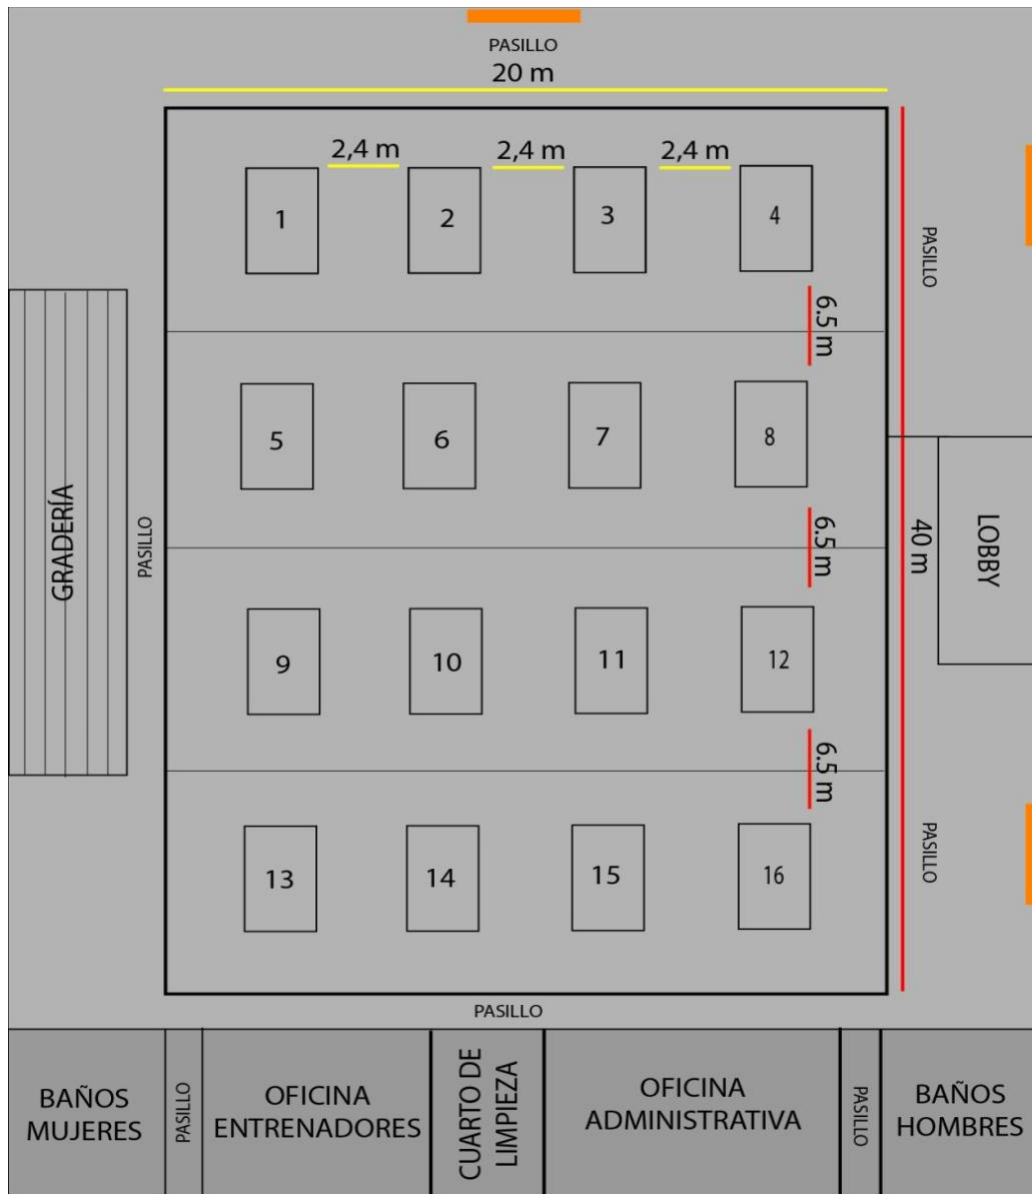 PASILLO
20 m
2,4 m
2,4 m
2,4 m
1
2
3
4
PASILLO
6.5 m
5
6
7
8
GRADERÍA
PASILLO
6.5 m
40 m
LOBBY
9
10
11
12
6.5 m
13
14
15
16
PASILLO
PASILLO
BAÑOS
MUJERES
PASILLO
OFICINA
ENTRENADORES
CUARTO DE
LIMPIEZA
OFICINA
ADMINISTRATIVA
PASILLO
BAÑOS
HOMBRES